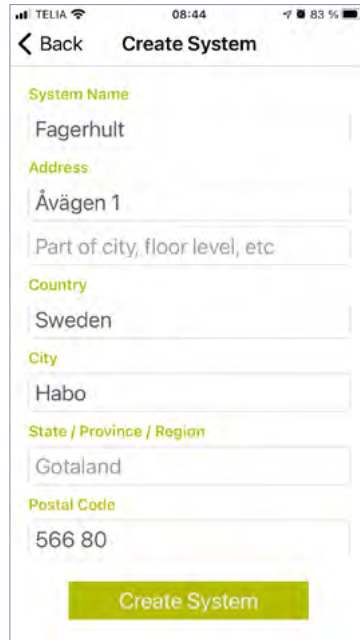 TELIA 08:44 83 %
Back Create System
System Name
Fagerhult
Address
Åvägen 1
Part of city, floor level, etc
Country
Sweden
City
Habo
State / Province / Region
Gotaland
Postal Code
566 80
Create System